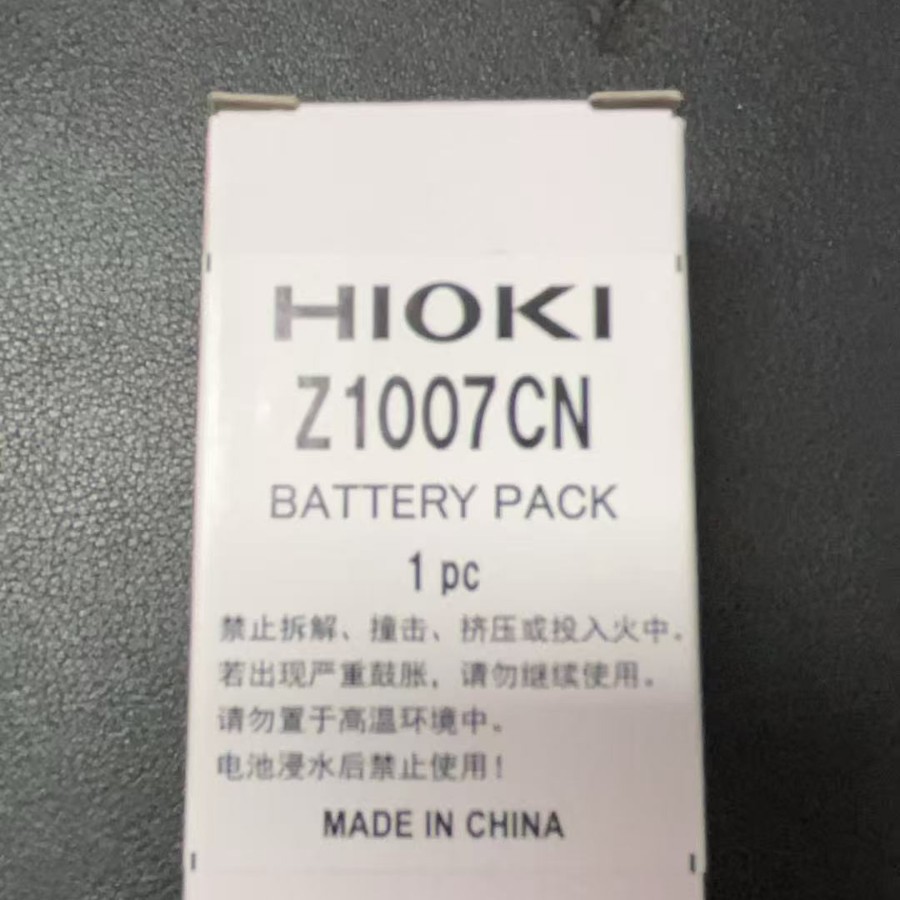 HIOKI
Z1007CN
BATTERY PACK
1 pc
禁止拆解、撞击、挤压或投入火中。
若出现严重鼓胀，请勿继续使用。
请勿置于高温环境中。
电池浸水后禁止使用！
MADE IN CHINA